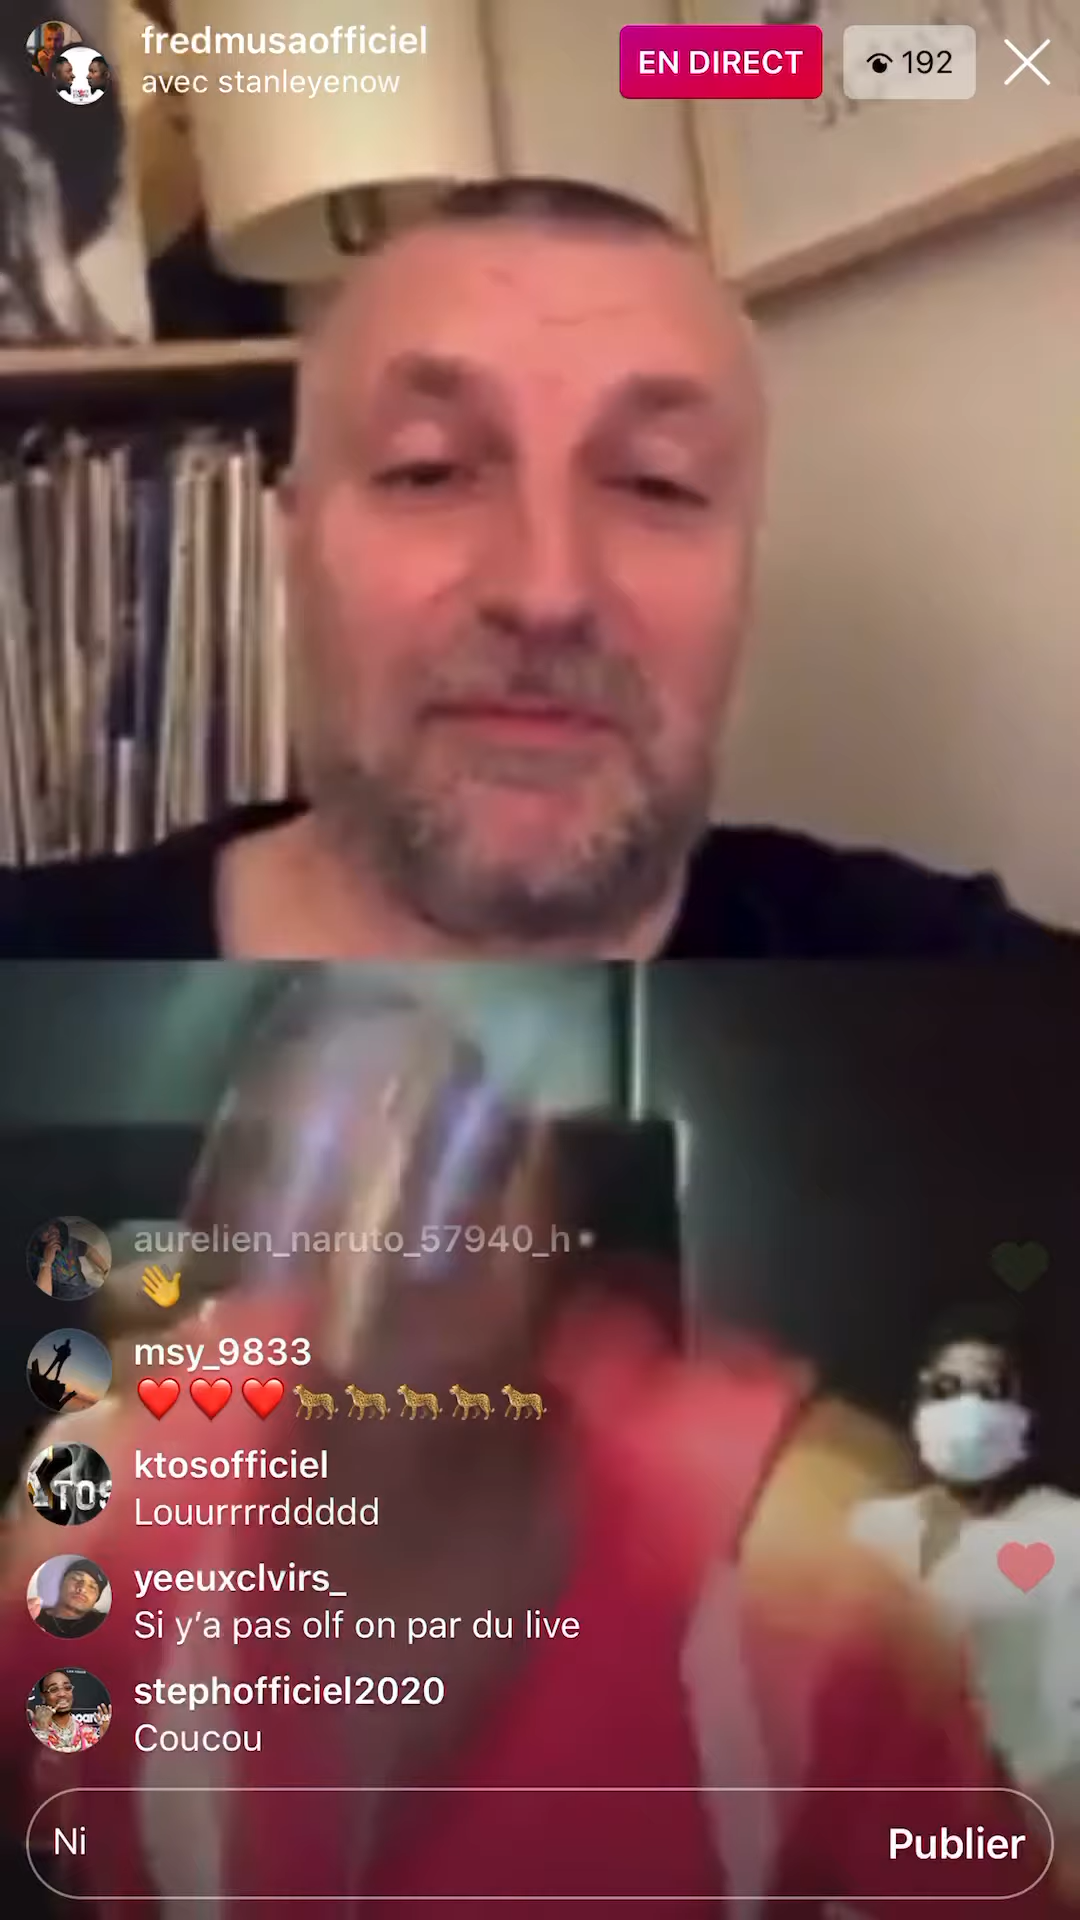 fredmusaofficiel
avec stanleyenow
EN DIRECT
192
aurelien_naruto_57940_h •
👋
msy_9833
❤️❤️❤️🐆🐆🐆🐆🐆
ktosofficiel
Louurrrrddddd
yeeuxclvirs_
Si y’a pas olf on par du live
stephofficiel2020
Coucou
Ni
Publier